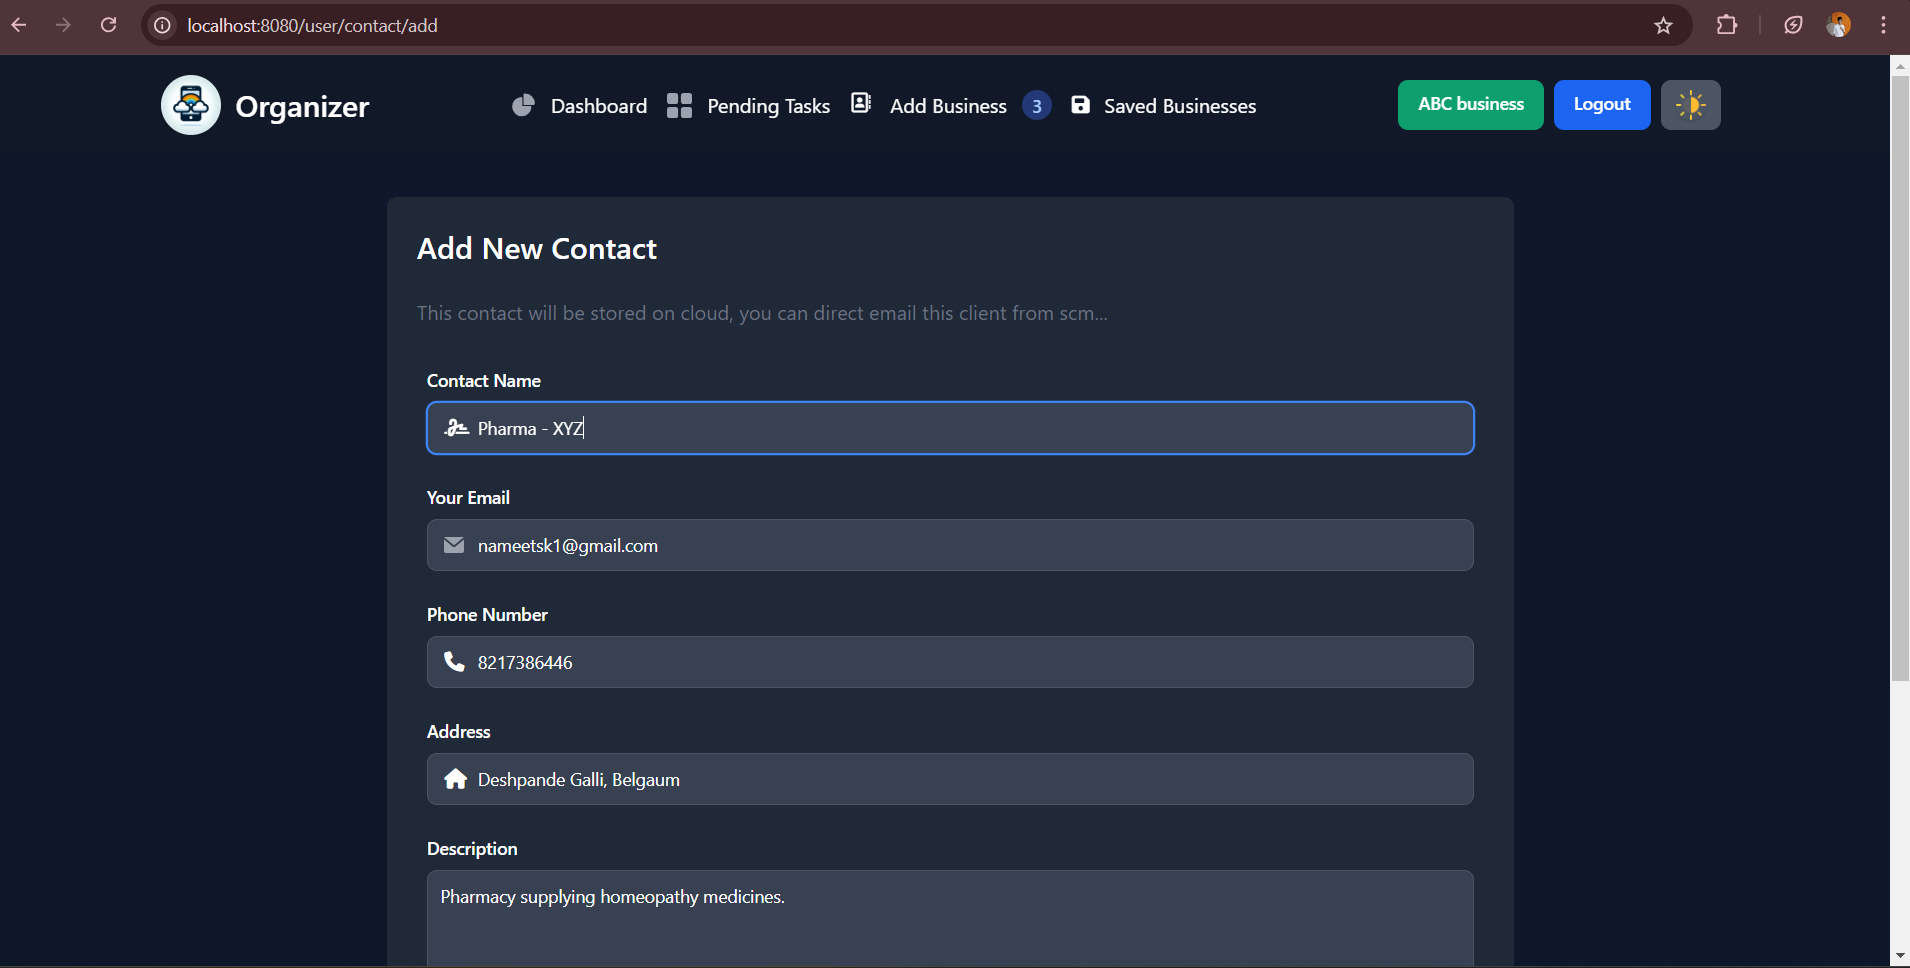 localhost:8080/user/contact/add
Organizer
Dashboard
Pending Tasks
Add Business
3
Saved Businesses
ABC business
Logout
Add New Contact
This contact will be stored on cloud, you can direct email this client from scm...
Contact Name
Pharma - XYZ
Your Email
nameetsk1@gmail.com
Phone Number
8217386446
Address
Deshpande Galli, Belgaum
Description
Pharmacy supplying homeopathy medicines.